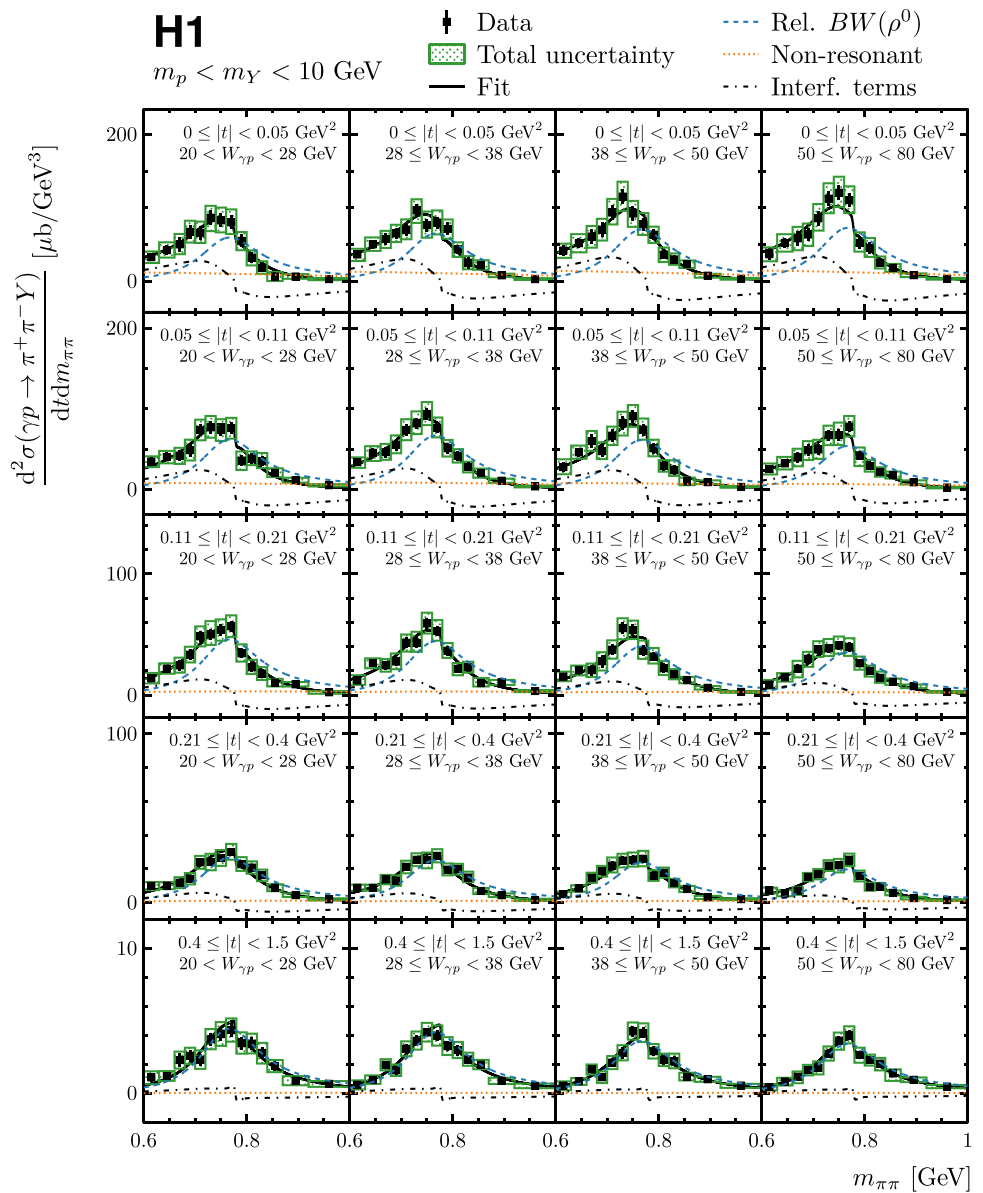 H1
m_p < m_Y < 10 GeV
Data
Total uncertainty
Fit
Rel. BW(ρ⁰)
Non-resonant
Interf. terms
d²σ(γp → π⁺π⁻Y) / dtdm_ππ [μb/GeV³]
200
0 ≤ |t| < 0.05 GeV²
20 < W_γp < 28 GeV
0 ≤ |t| < 0.05 GeV²
28 ≤ W_γp < 38 GeV
0 ≤ |t| < 0.05 GeV²
38 ≤ W_γp < 50 GeV
0 ≤ |t| < 0.05 GeV²
50 ≤ W_γp < 80 GeV
0
200
0.05 ≤ |t| < 0.11 GeV²
20 < W_γp < 28 GeV
0.05 ≤ |t| < 0.11 GeV²
28 ≤ W_γp < 38 GeV
0.05 ≤ |t| < 0.11 GeV²
38 ≤ W_γp < 50 GeV
0.05 ≤ |t| < 0.11 GeV²
50 ≤ W_γp < 80 GeV
0
0.11 ≤ |t| < 0.21 GeV²
20 < W_γp < 28 GeV
0.11 ≤ |t| < 0.21 GeV²
28 ≤ W_γp < 38 GeV
0.11 ≤ |t| < 0.21 GeV²
38 ≤ W_γp < 50 GeV
0.11 ≤ |t| < 0.21 GeV²
50 ≤ W_γp < 80 GeV
100
0
100
0.21 ≤ |t| < 0.4 GeV²
20 < W_γp < 28 GeV
0.21 ≤ |t| < 0.4 GeV²
28 ≤ W_γp < 38 GeV
0.21 ≤ |t| < 0.4 GeV²
38 ≤ W_γp < 50 GeV
0.21 ≤ |t| < 0.4 GeV²
50 ≤ W_γp < 80 GeV
0
10
0.4 ≤ |t| < 1.5 GeV²
20 < W_γp < 28 GeV
0.4 ≤ |t| < 1.5 GeV²
28 ≤ W_γp < 38 GeV
0.4 ≤ |t| < 1.5 GeV²
38 ≤ W_γp < 50 GeV
0.4 ≤ |t| < 1.5 GeV²
50 ≤ W_γp < 80 GeV
0
0.6 0.8 0.6 0.8 0.6 0.8 0.6 0.8 1
m_ππ [GeV]